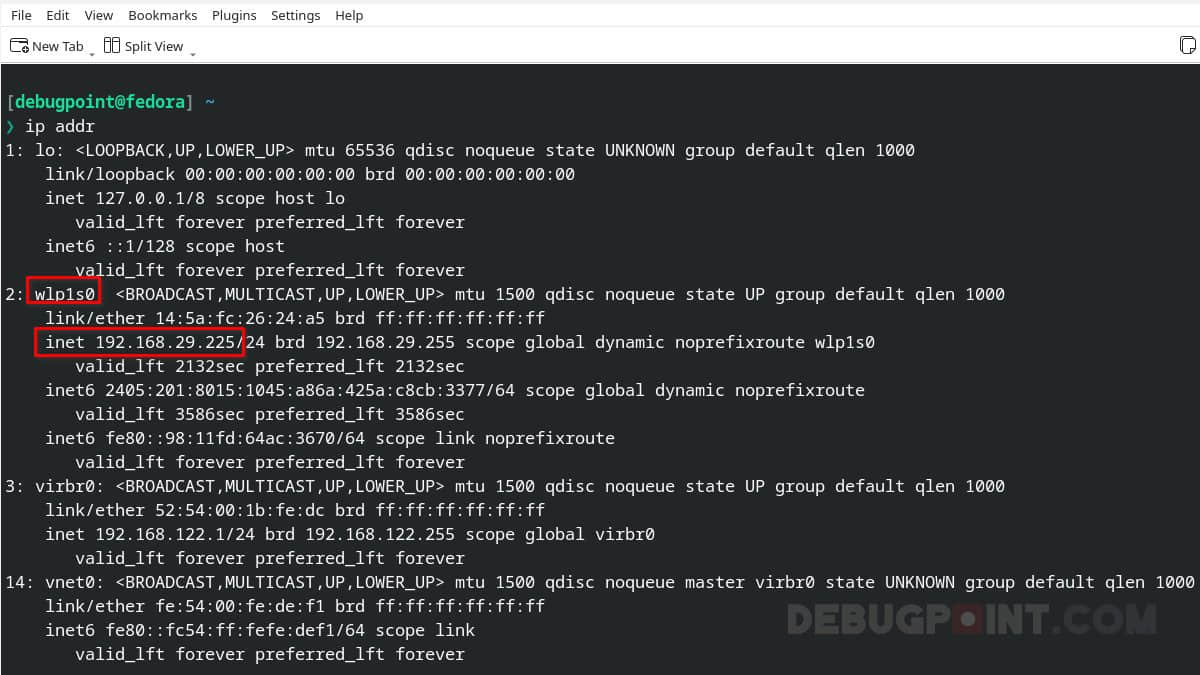 File Edit View Bookmarks Plugins Settings Help
New Tab Split View
[debugpoint@fedora] ~
❯ ip addr
1: lo: <LOOPBACK,UP,LOWER_UP> mtu 65536 qdisc noqueue state UNKNOWN group default qlen 1000
    link/loopback 00:00:00:00:00:00 brd 00:00:00:00:00:00
    inet 127.0.0.1/8 scope host lo
       valid_lft forever preferred_lft forever
    inet6 ::1/128 scope host
       valid_lft forever preferred_lft forever
2: wlp1s0 <BROADCAST,MULTICAST,UP,LOWER_UP> mtu 1500 qdisc noqueue state UP group default qlen 1000
    link/ether 14:5a:fc:26:24:a5 brd ff:ff:ff:ff:ff:ff
    inet 192.168.29.225/24 brd 192.168.29.255 scope global dynamic noprefixroute wlp1s0
       valid_lft 2132sec preferred_lft 2132sec
    inet6 2405:201:8015:1045:a86a:425a:c8cb:3377/64 scope global dynamic noprefixroute
       valid_lft 3586sec preferred_lft 3586sec
    inet6 fe80::98:11fd:64ac:3670/64 scope link noprefixroute
       valid_lft forever preferred_lft forever
3: virbr0: <BROADCAST,MULTICAST,UP,LOWER_UP> mtu 1500 qdisc noqueue state UP group default qlen 1000
    link/ether 52:54:00:1b:fe:dc brd ff:ff:ff:ff:ff:ff
    inet 192.168.122.1/24 brd 192.168.122.255 scope global virbr0
       valid_lft forever preferred_lft forever
14: vnet0: <BROADCAST,MULTICAST,UP,LOWER_UP> mtu 1500 qdisc noqueue master virbr0 state UNKNOWN group default qlen 1000
    link/ether fe:54:00:fe:de:f1 brd ff:ff:ff:ff:ff:ff
    inet6 fe80::fc54:ff:fefe:def1/64 scope link
       valid_lft forever preferred_lft forever
DEBUGPOINT.COM